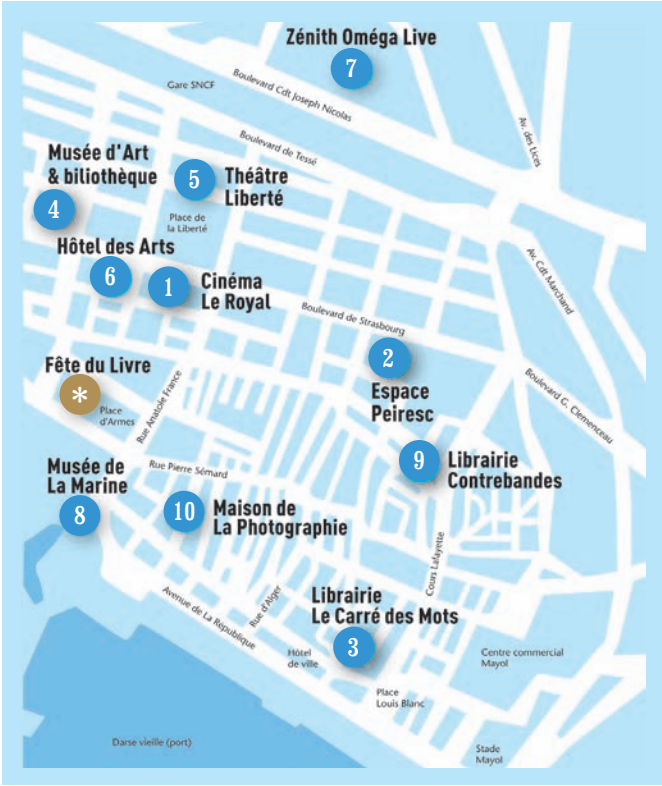 Zénith Oméga Live
7
Gare SNCF
Boulevard Cdt Joseph Nicolas
Av. des Lices
Boulevard de Tessé
Musée d'Art
& biliothèque
4
5
Théâtre
Liberté
Place de
la Liberté
Hôtel des Arts
6
1
Cinéma
Le Royal
Av. Cdt Marchand
Boulevard de Strasbourg
2
Espace
Peiresc
Fête du Livre
*
Place
d'Armes
Rue Anatole France
Boulevard G. Clemenceau
9
Librairie
Contrebandes
Musée de
La Marine
8
Rue Pierre Sémard
10
Maison de
La Photographie
Cours Lafayette
Avenue de La République
Rue d'Alger
Librairie
Le Carré des Mots
3
Hôtel
de ville
Centre commercial
Mayol
Place
Louis Blanc
Darse vieille (port)
Stade
Mayol